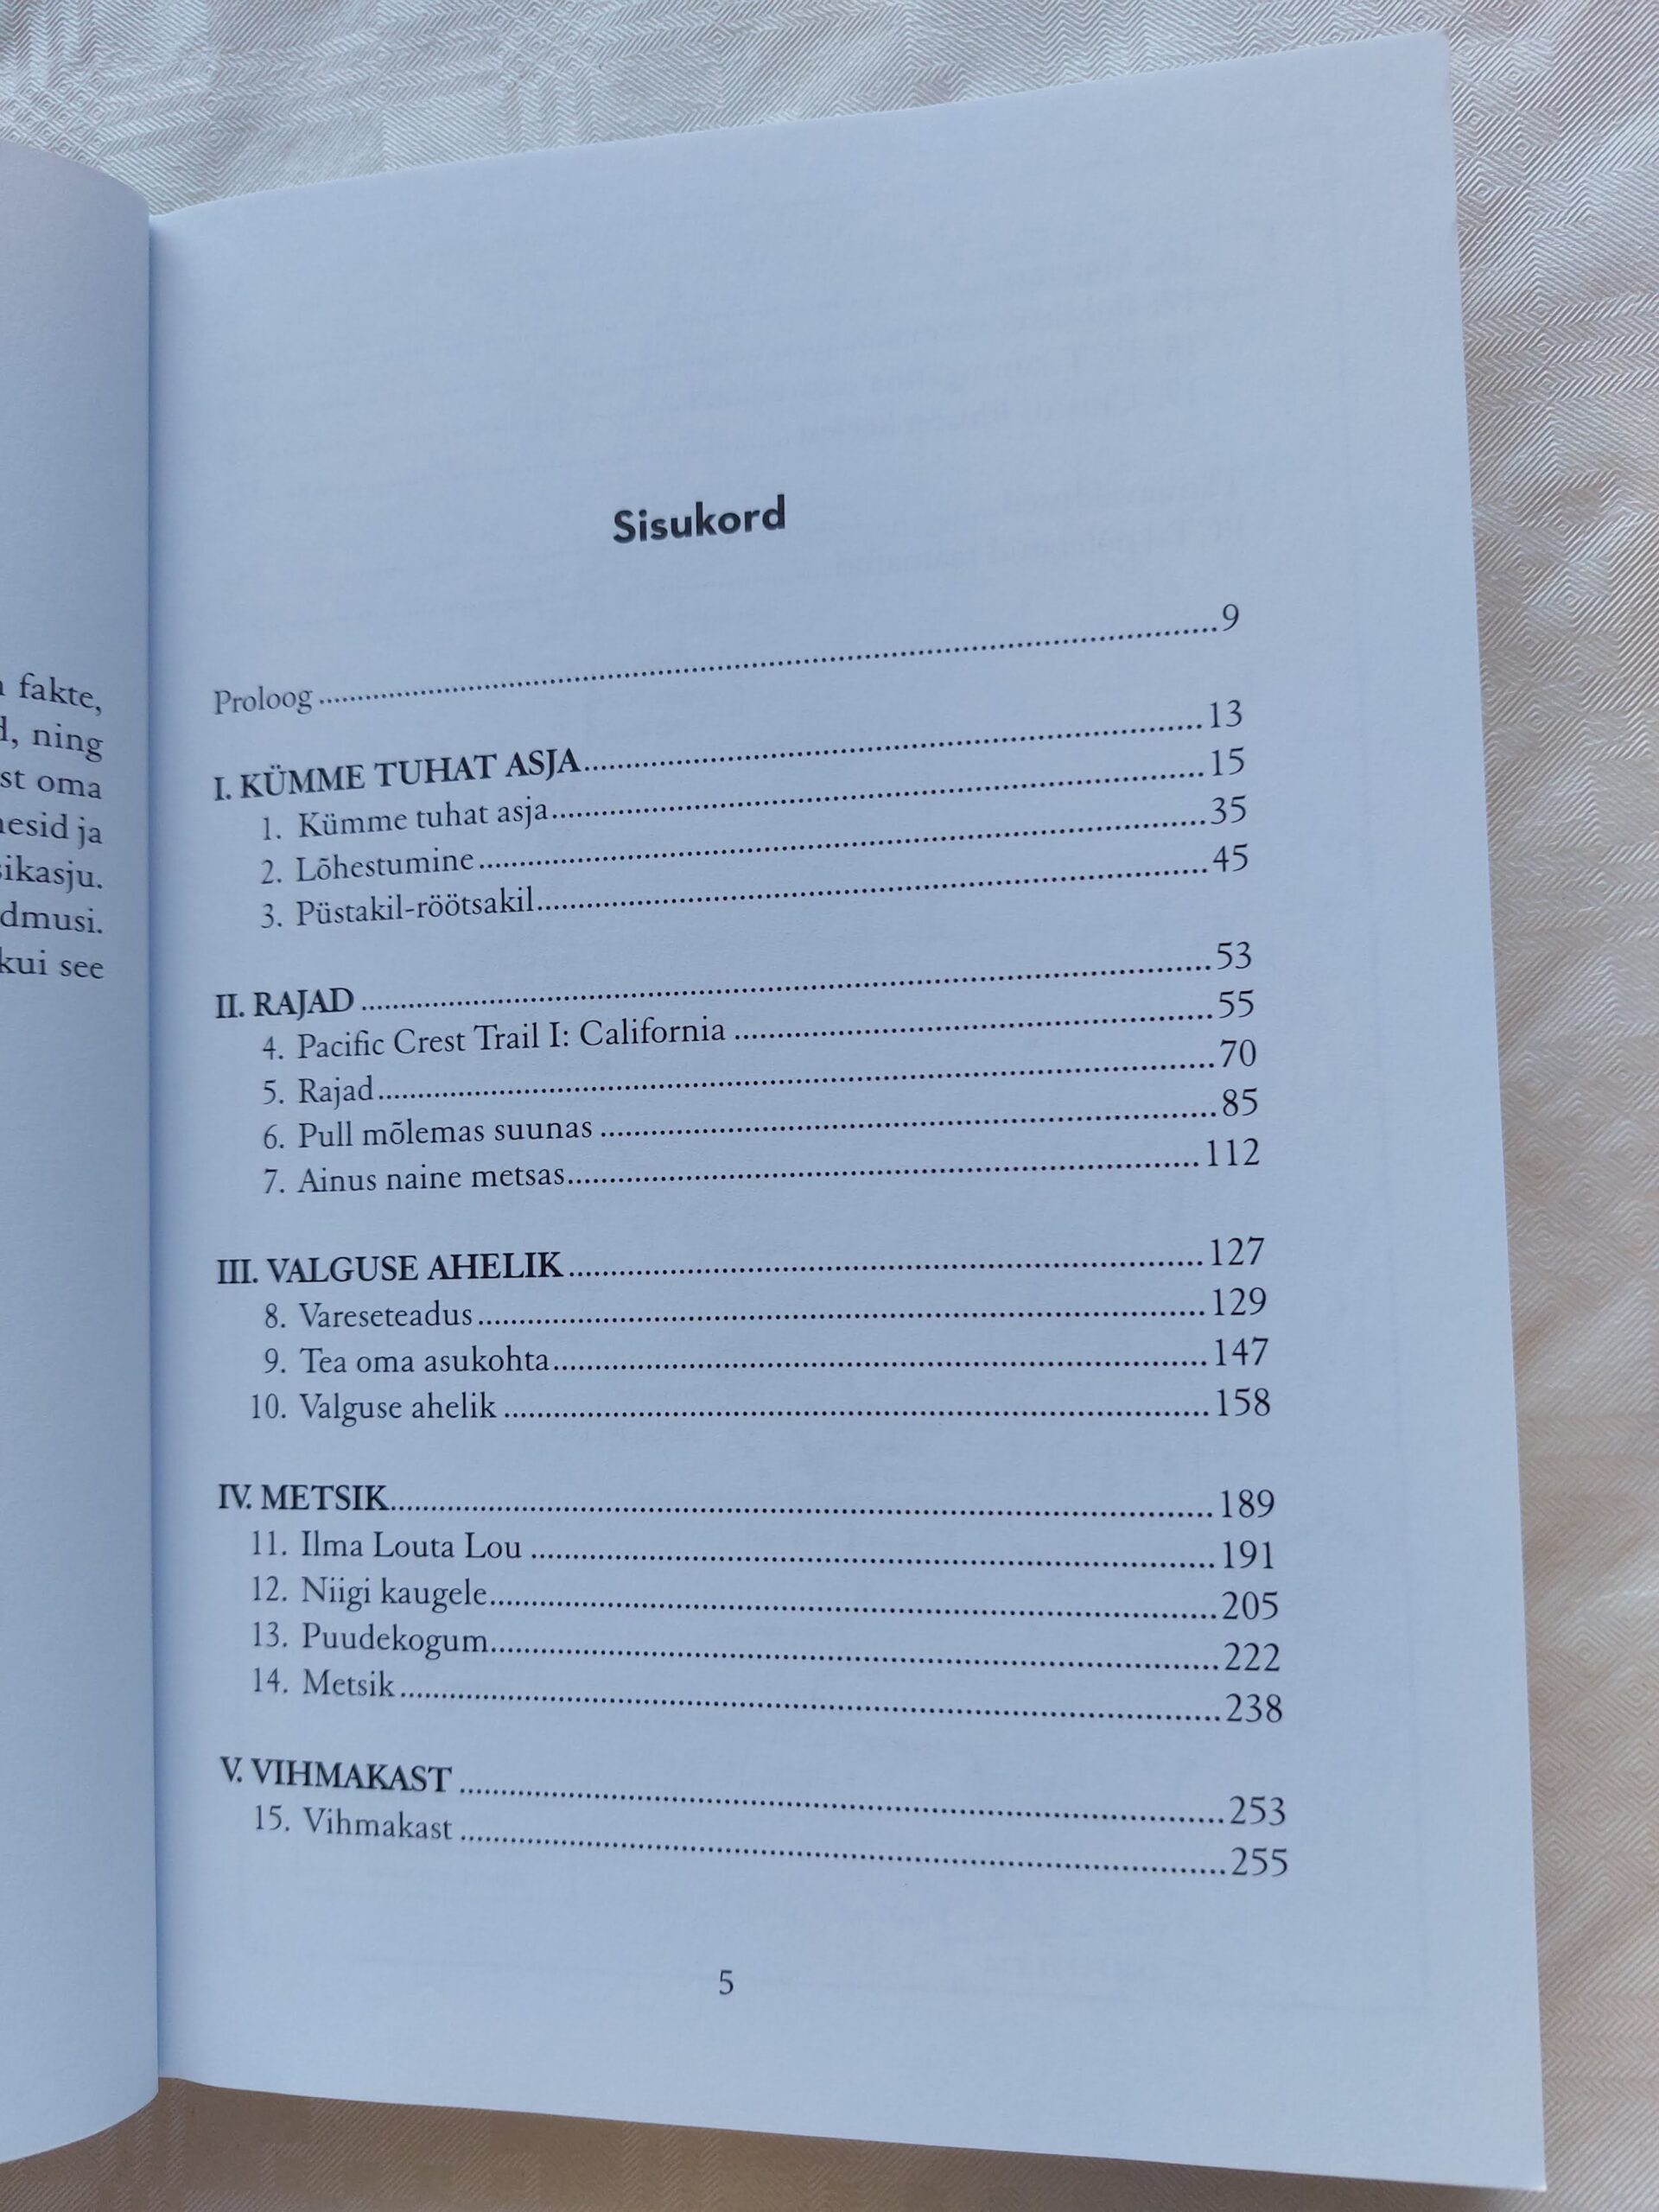 fakte,
ning
oma
ja
kui see
Sisukord
Proloog....................9
I. KÜMME TUHAT ASJA....................13
1. Kümme tuhat asja....................15
2. Lõhestumine....................35
3. Püstakil-röötsakil....................45
II. RAJAD....................53
4. Pacific Crest Trail I: California....................55
5. Rajad....................70
6. Pull mõlemas suunas....................85
7. Ainus naine metsas....................112
III. VALGUSE AHELIK....................127
8. Vareseteadus....................129
9. Tea oma asukohta....................147
10. Valguse ahelik....................158
IV. METSIK....................189
11. Ilma Louta Lou....................191
12. Niigi kaugele....................205
13. Puudekogum....................222
14. Metsik....................238
V. VIHMAKAST....................253
15. Vihmakast....................255
5